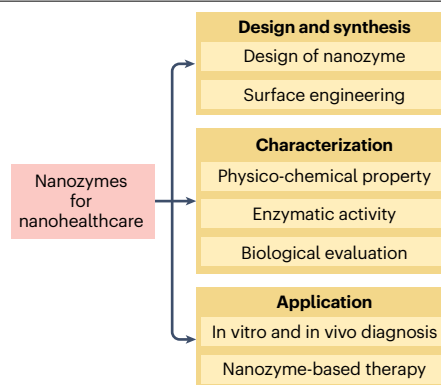 Nanozymes
for
nanohealthcare
Design and synthesis
Design of nanozyme
Surface engineering
Characterization
Physico-chemical property
Enzymatic activity
Biological evaluation
Application
In vitro and in vivo diagnosis
Nanozyme-based therapy